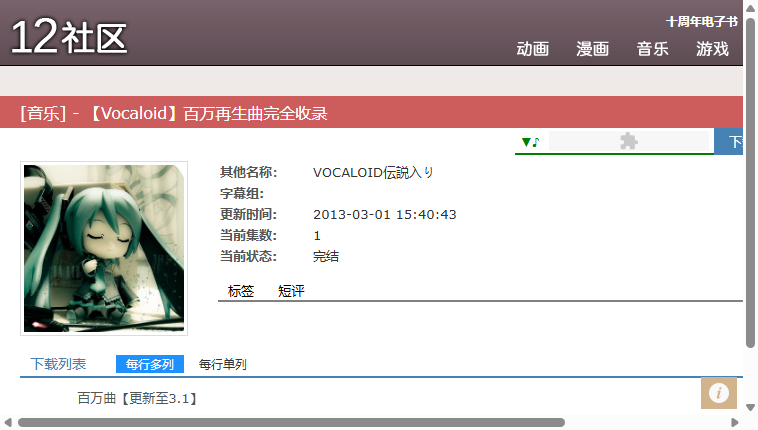 12社区
十周年电子书
动画 漫画 音乐 游戏
[音乐] - 【Vocaloid】百万再生曲完全收录
▼♪
其他名称: VOCALOID伝説入り
字幕组:
更新时间: 2013-03-01 15:40:43
当前集数: 1
当前状态: 完结
标签 短评
下载列表 每行多列 每行单列
百万曲【更新至3.1】